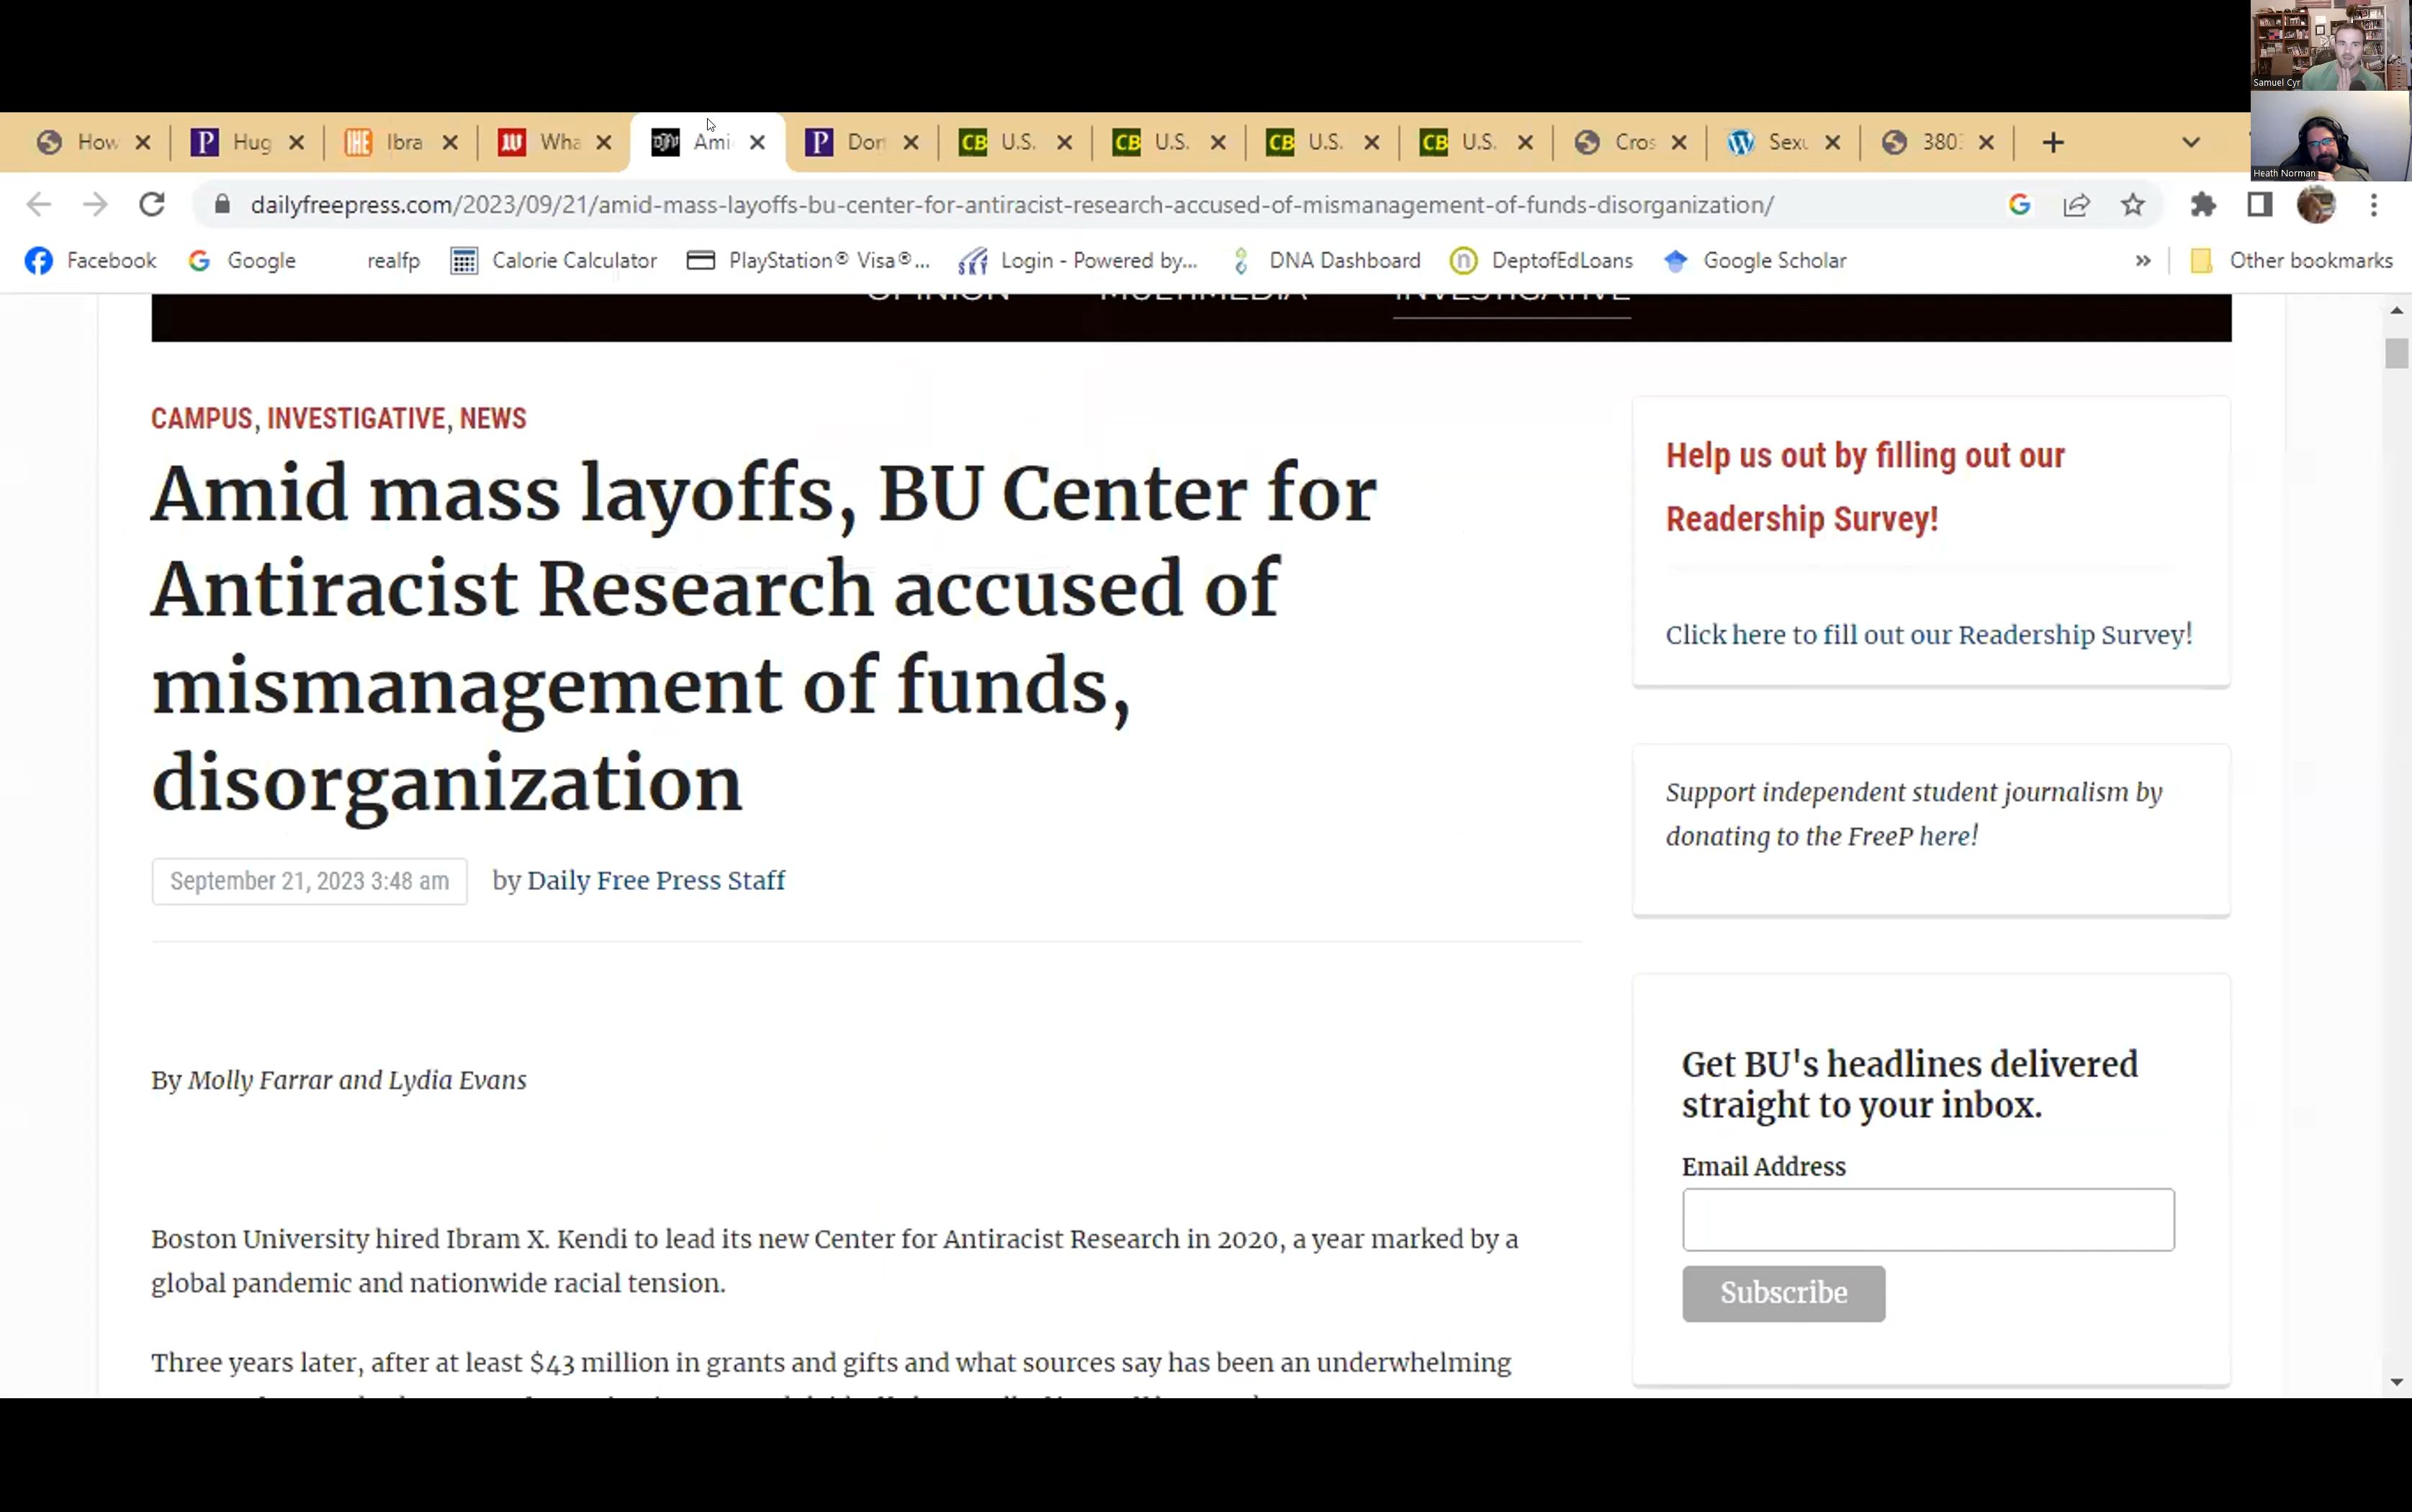 Samuel Cyr
How
Hug
Ibra
Wha
Ami
Don
U.S.
U.S.
U.S.
U.S.
Cros
Sexu
380
Heath Norman
dailyfreepress.com/2023/09/21/amid-mass-layoffs-bu-center-for-antiracist-research-accused-of-mismanagement-of-funds-disorganization/
Facebook Google realfp Calorie Calculator PlayStation® Visa®... Login - Powered by... DNA Dashboard DeptofEdLoans Google Scholar » Other bookmarks
OPINION MULTIMEDIA INVESTIGATIVE
CAMPUS, INVESTIGATIVE, NEWS
Amid mass layoffs, BU Center for
Antiracist Research accused of
mismanagement of funds,
disorganization
September 21, 2023 3:48 am by Daily Free Press Staff
By Molly Farrar and Lydia Evans
Boston University hired Ibram X. Kendi to lead its new Center for Antiracist Research in 2020, a year marked by a
global pandemic and nationwide racial tension.
Three years later, after at least $43 million in grants and gifts and what sources say has been an underwhelming
Help us out by filling out our
Readership Survey!
Click here to fill out our Readership Survey!
Support independent student journalism by
donating to the FreeP here!
Get BU's headlines delivered
straight to your inbox.
Email Address
Subscribe